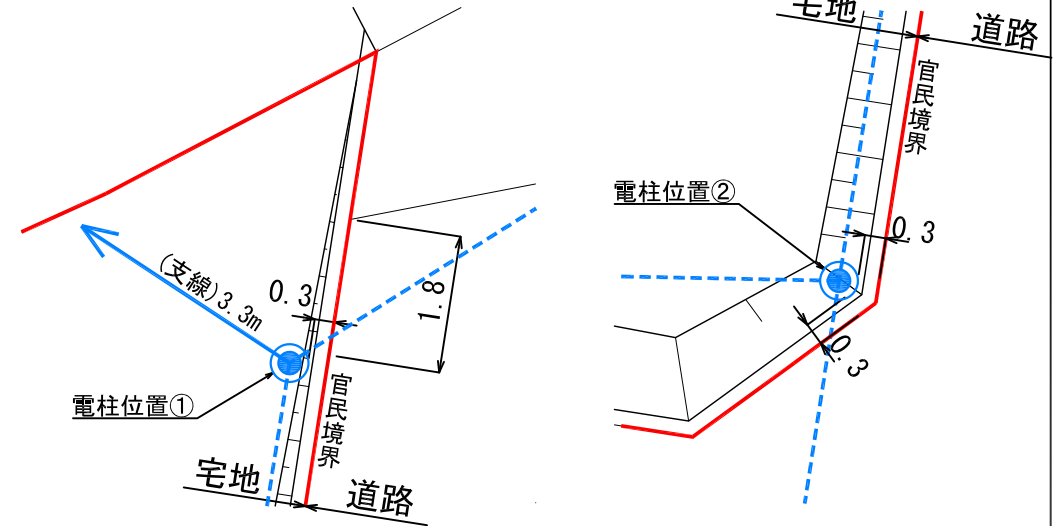 (支線)3.3m
0.3
1.8
電柱位置①
官民境界
宅地
道路
宅地
道路
官民境界
電柱位置②
0.3
0.3